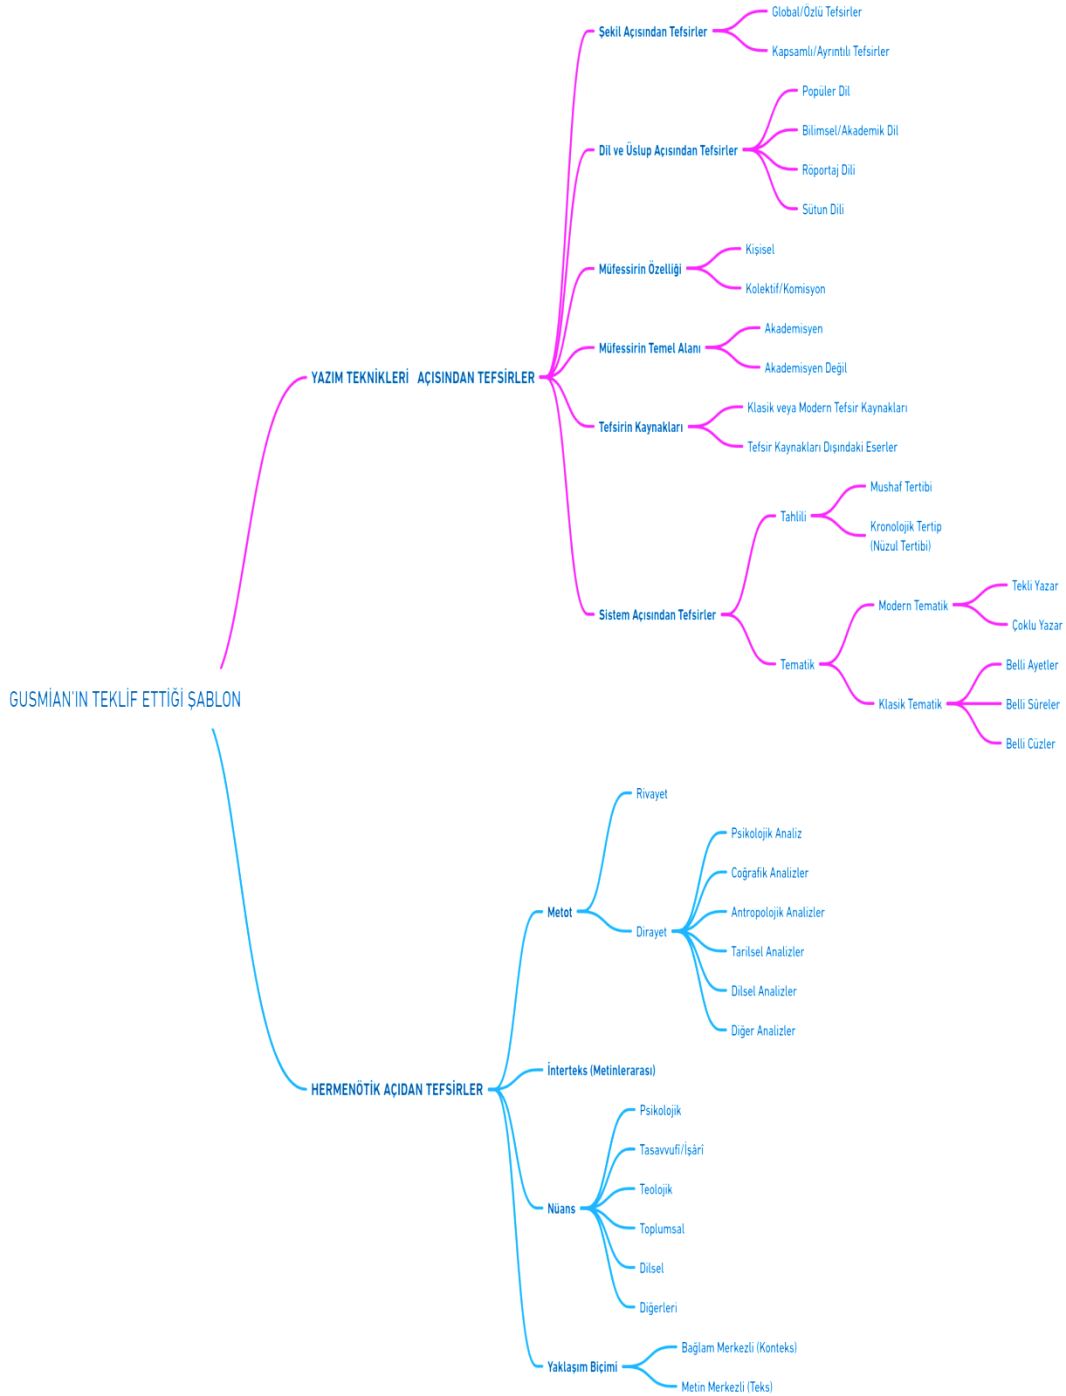 GUSMİAN'IN TEKLİF ETTİĞİ ŞABLON
YAZIM TEKNİKLERİ AÇISINDAN TEFSİRLER
Şekil Açısından Tefsirler
Global/Özlü Tefsirler
Kapsamlı/Ayrıntılı Tefsirler
Dil ve Üslup Açısından Tefsirler
Popüler Dil
Bilimsel/Akademik Dil
Röportaj Dili
Sütun Dili
Müfessirin Özelliği
Kişisel
Kolektif/Komisyon
Müfessirin Temel Alanı
Akademisyen
Akademisyen Değil
Tefsirin Kaynakları
Klasik veya Modern Tefsir Kaynakları
Tefsir Kaynakları Dışındaki Eserler
Sistem Açısından Tefsirler
Tahlili
Mushaf Tertibi
Kronolojik Tertip
(Nüzul Tertibi)
Tematik
Modern Tematik
Tekli Yazar
Çoklu Yazar
Klasik Tematik
Belli Ayetler
Belli Sûreler
Belli Cüzler
HERMENÖTİK AÇIDAN TEFSİRLER
Metot
Rivayet
Dirayet
Psikolojik Analiz
Coğrafik Analizler
Antropolojik Analizler
Tarilsel Analizler
Dilsel Analizler
Diğer Analizler
İnterteks (Metinlerarası)
Nüans
Psikolojik
Tasavvufî/İşârî
Teolojik
Toplumsal
Dilsel
Diğerleri
Yaklaşım Biçimi
Bağlam Merkezli (Konteks)
Metin Merkezli (Teks)